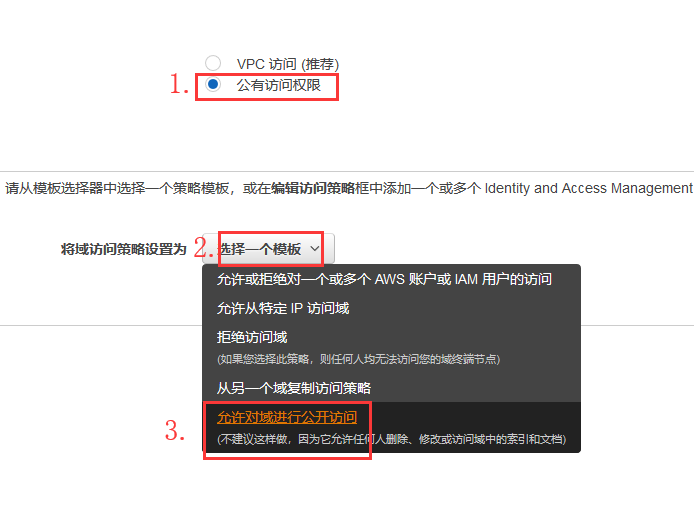 VPC 访问 (推荐)
1. 公有访问权限
请从模板选择器中选择一个策略模板，或在编辑访问策略框中添加一个或多个 Identity and Access Management
将域访问策略设置为 2. 选择一个模板
允许或拒绝对一个或多个 AWS 账户或 IAM 用户的访问
允许从特定 IP 访问域
拒绝访问域
(如果您选择此策略，则任何人均无法访问您的域终端节点)
从另一个域复制访问策略
3. 允许对域进行公开访问
(不建议这样做，因为它允许任何人删除、修改或访问域中的索引和文档)